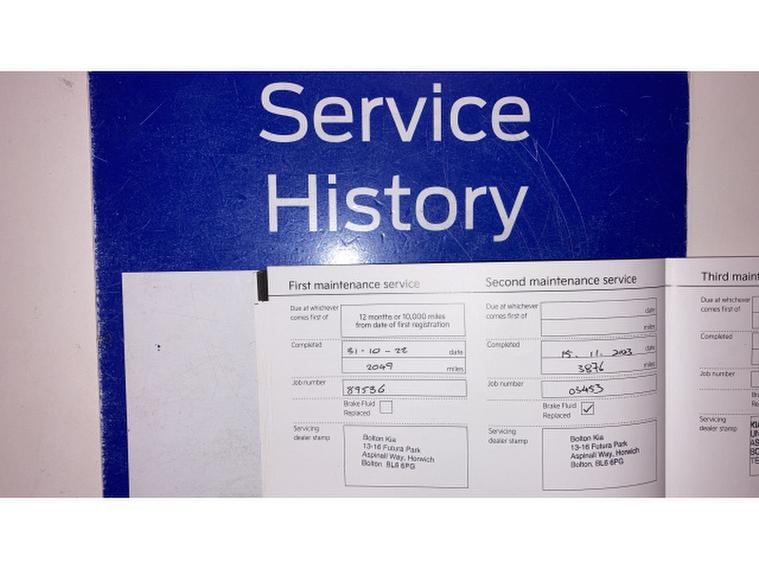 Service
History
First maintenance service
Due at whichever
comes first of
12 months or 10,000 miles
from date of first registration
Completed
31-10-22 date
2049 miles
Job number
89536
Brake Fluid
Replaced
Servicing
dealer stamp
Bolton Kia
13-16 Futura Park
Aspinall Way, Horwich
Bolton BL6 6PG
Second maintenance service
Due at whichever
comes first of
date
miles
Completed
15. 11. 2023 date
3876 miles
Job number
03453
Brake Fluid
Replaced
Servicing
dealer stamp
Bolton Kia
13-16 Futura Park
Aspinall Way, Horwich
Bolton, BL6 6PG
Third maint
Due at whichever
comes first of
Completed
Job number
Brake Fluid
Replaced
Servicing
dealer stamp